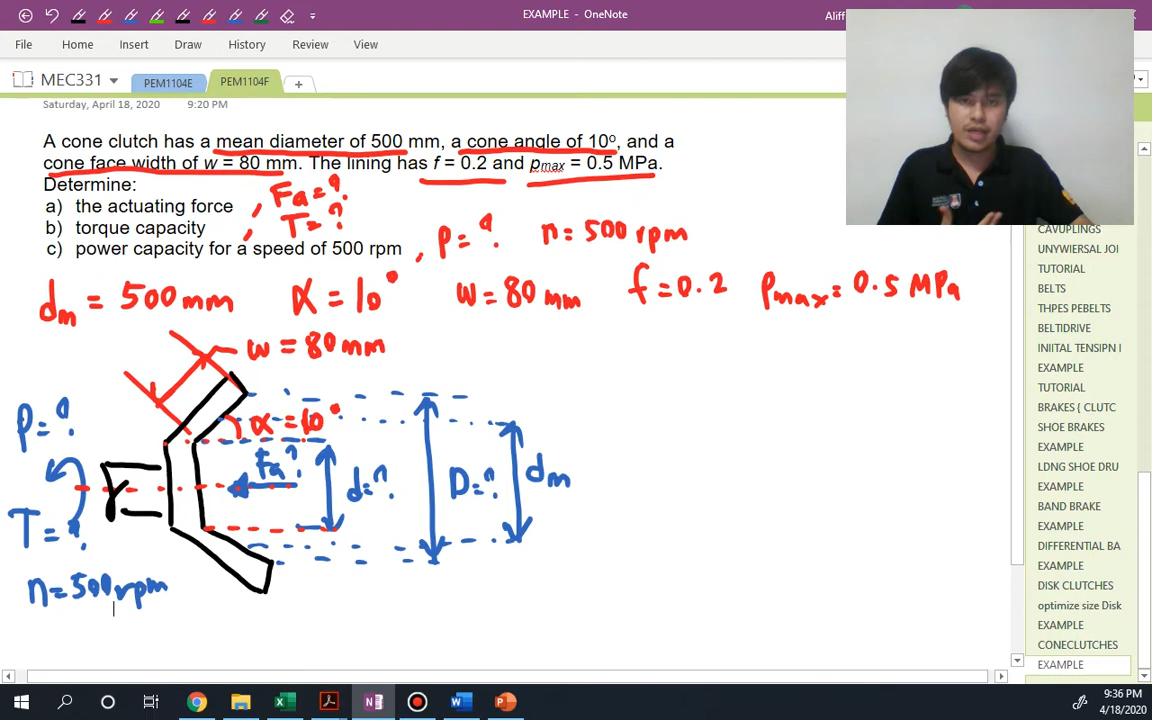 EXAMPLE - OneNote
Aliff
File Home Insert Draw History Review View
MEC331 PEM1104E PEM1104F
Saturday, April 18, 2020 9:20 PM
A cone clutch has a mean diameter of 500 mm, a cone angle of 10o, and a
cone face width of w = 80 mm. The lining has f = 0.2 and pmax = 0.5 MPa.
Determine:
a) the actuating force
, Fa = ?
b) torque capacity
, T = ?
c) power capacity for a speed of 500 rpm
, P = ? n = 500 rpm
dm = 500 mm α = 10° w = 80 mm f = 0.2 Pmax = 0.5 MPa
w = 80 mm
α = 10°
P = ?
Fa ?
d = ?
D = ?
dm
T = ?
n = 500 rpm
CAVUPLINGS
UNYWIERSAL JOI
TUTORIAL
BELTS
THPES PEBELTS
BELTIDRIVE
INIITAL TENSIPN I
EXAMPLE
TUTORIAL
BRAKES { CLUTC
SHOE BRAKES
EXAMPLE
LDNG SHOE DRU
EXAMPLE
BAND BRAKE
EXAMPLE
DIFFERENTIAL BA
EXAMPLE
DISK CLUTCHES
optimize size Disk
EXAMPLE
CONECLUTCHES
EXAMPLE
9:36 PM
4/18/2020